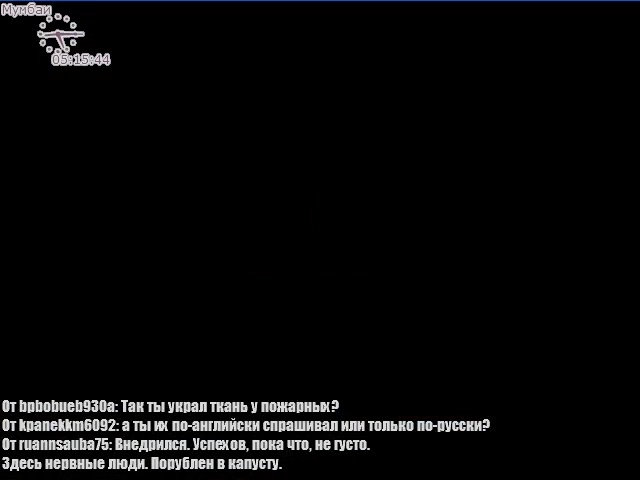 Мумбаи
05:15:44
От bpbobueb930a: Так ты украл ткань у пожарных?
От kpanekkm6092: а ты их по-английски спрашивал или только по-русски?
От ruannsauba75: Внедрился. Успехов, пока что, не густо.
Здесь нервные люди. Порублен в капусту.